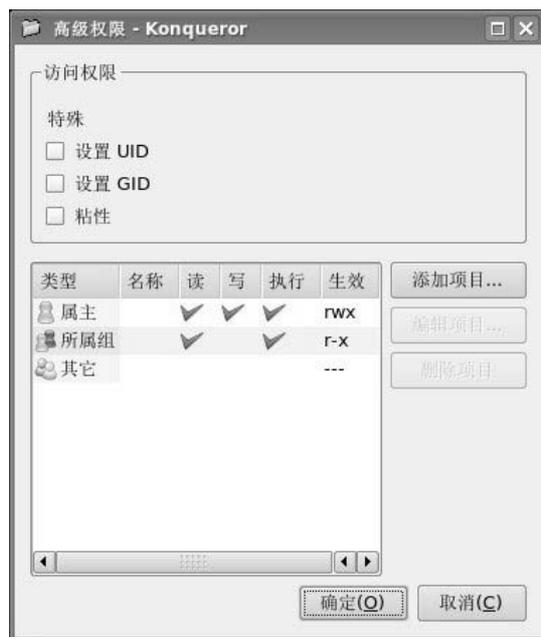 高级权限 - Konqueror
访问权限
特殊
设置 UID
设置 GID
粘性
类型 名称 读 写 执行 生效
属主 rwx
所属组 r-x
其它 ---
添加项目...
编辑项目...
删除项目
确定(O) 取消(C)